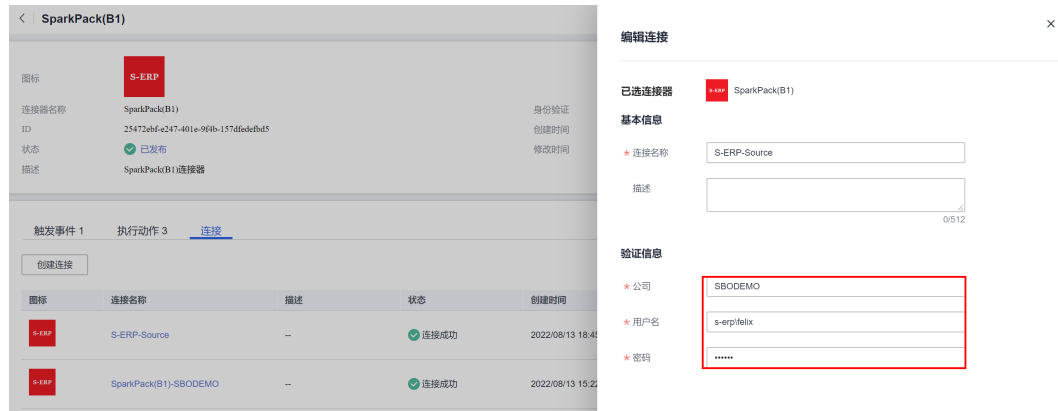 SparkPack(B1)
图标
S-ERP
连接器名称 SparkPack(B1) 身份验证
ID 25472ebf-e247-401e-9f4b-157dfedefbd5 创建时间
状态 已发布 修改时间
描述 SparkPack(B1)连接器
触发事件 1 执行动作 3 连接
创建连接
图标 连接名称 描述 状态 创建时间
S-ERP S-ERP-Source -- 连接成功 2022/08/13 18:45
S-ERP SparkPack(B1)-SBODEMO -- 连接成功 2022/08/13 15:22
编辑连接
已选连接器 S-ERP SparkPack(B1)
基本信息
* 连接名称 S-ERP-Source
描述
0/512
验证信息
* 公司 SBODEMO
* 用户名 s-erp\felix
* 密码 ••••••